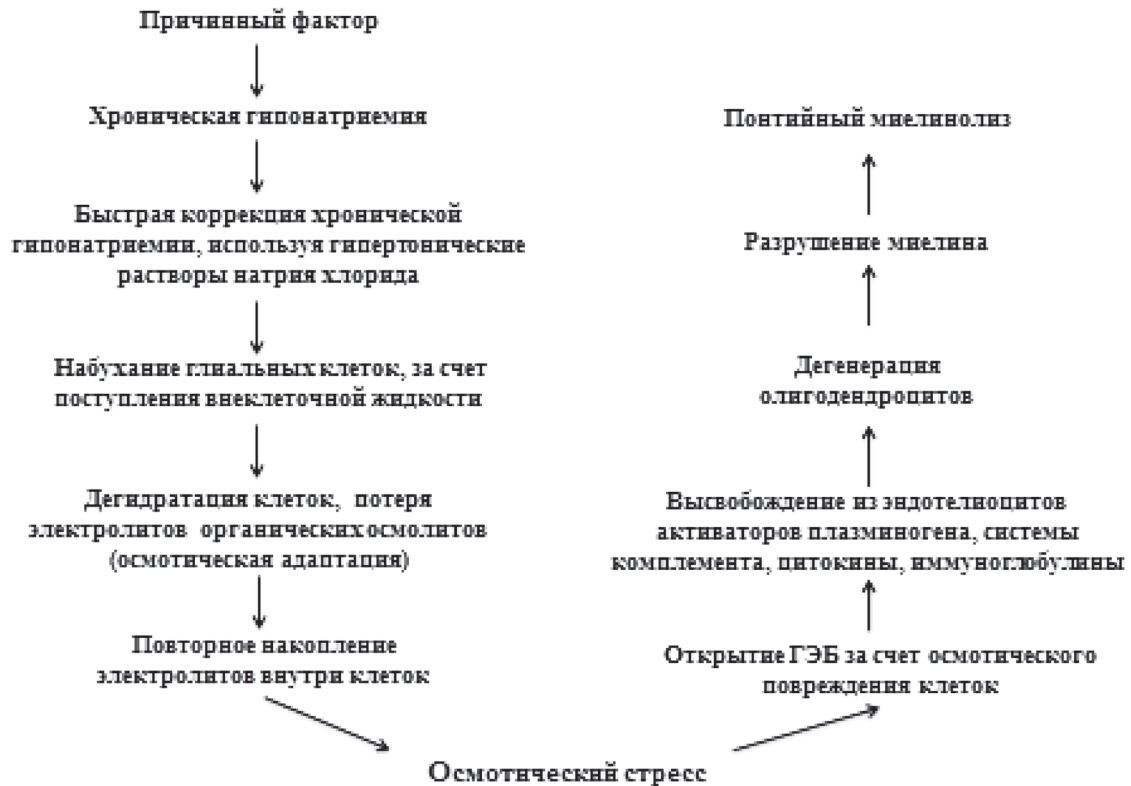 Причинный фактор
Хроническая гипонатриемия
Быстрая коррекция хронической
гипонатриемии, используя гипертонические
растворы натрия хлорида
Набухание глиальных клеток, за счет
поступления внеклеточной жидкости
Дегидратация клеток, потеря
электролитов органических осмолитов
(осмотическая адаптация)
Повторное накопление
электролитов внутри клеток
Осмотический стресс
Открытие ГЭБ за счет осмотического
повреждения клеток
Высвобождение из эндотелиоцитов
активаторов плазминогена, системы
комплемента, цитокины, иммуноглобулины
Дегенерация
олигодендроцитов
Разрушение миелина
Понтийный миелинолиз